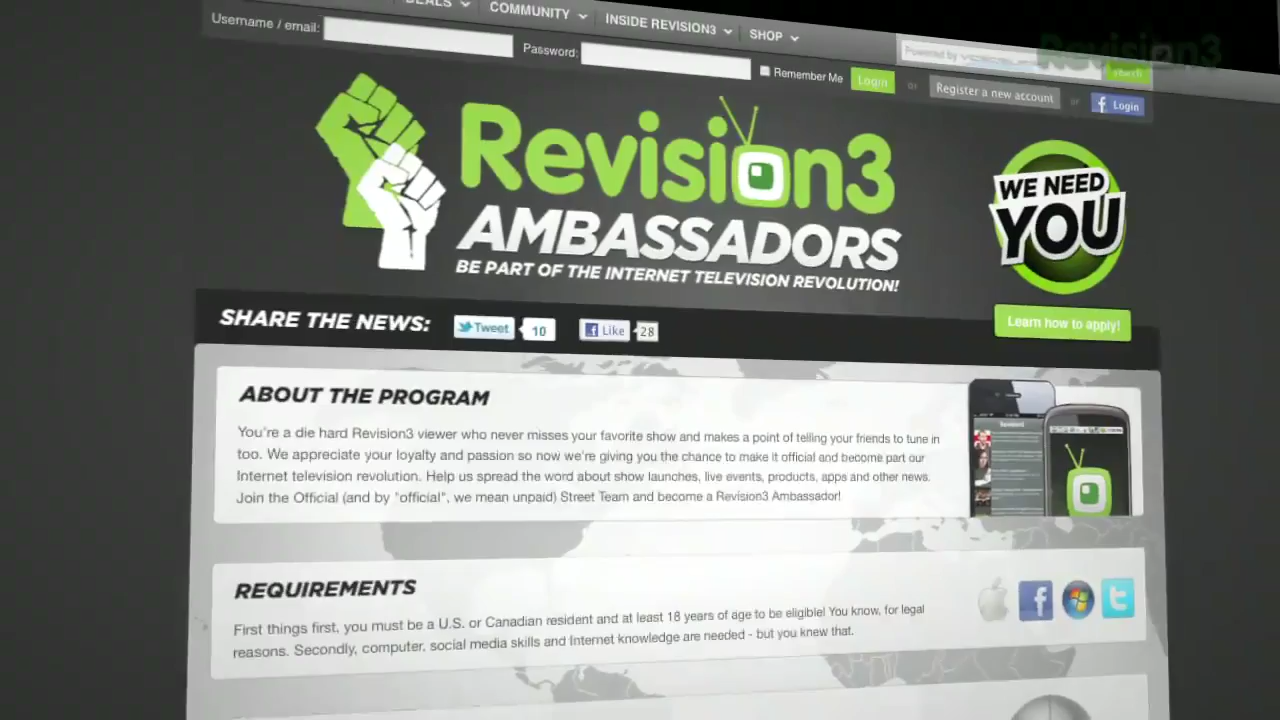 DEALS
COMMUNITY
INSIDE REVISION3
SHOP
Username / email:
Password:
Remember Me
Login
or
Register a new account
or
f Login
Powered by
Search
Revision3
Revision3
AMBASSADORS
BE PART OF THE INTERNET TELEVISION REVOLUTION!
WE NEED
YOU
Learn how to apply!
SHARE THE NEWS:
Tweet
10
f Like
28
ABOUT THE PROGRAM
You're a die hard Revision3 viewer who never misses your favorite show and makes a point of telling your friends to tune in
too. We appreciate your loyalty and passion so now we're giving you the chance to make it official and become part our
Internet television revolution. Help us spread the word about show launches, live events, products, apps and other news.
Join the Official (and by "official", we mean unpaid) Street Team and become a Revision3 Ambassador!
REQUIREMENTS
First things first, you must be a U.S. or Canadian resident and at least 18 years of age to be eligible! You know, for legal
reasons. Secondly, computer, social media skills and Internet knowledge are needed - but you knew that.
f
t